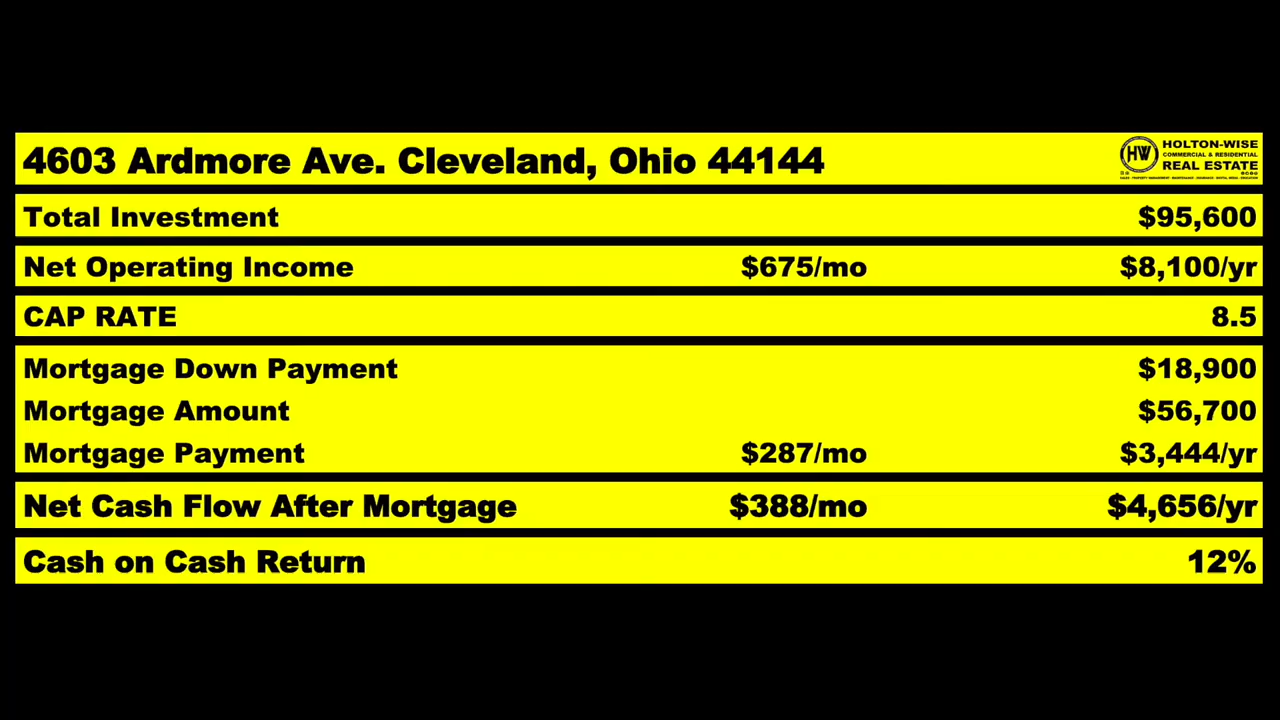 4603 Ardmore Ave. Cleveland, Ohio 44144
HW
HOLTON-WISE
COMMERCIAL & RESIDENTIAL
REAL ESTATE
Total Investment $95,600
Net Operating Income $675/mo $8,100/yr
CAP RATE 8.5
Mortgage Down Payment $18,900
Mortgage Amount $56,700
Mortgage Payment $287/mo $3,444/yr
Net Cash Flow After Mortgage $388/mo $4,656/yr
Cash on Cash Return 12%